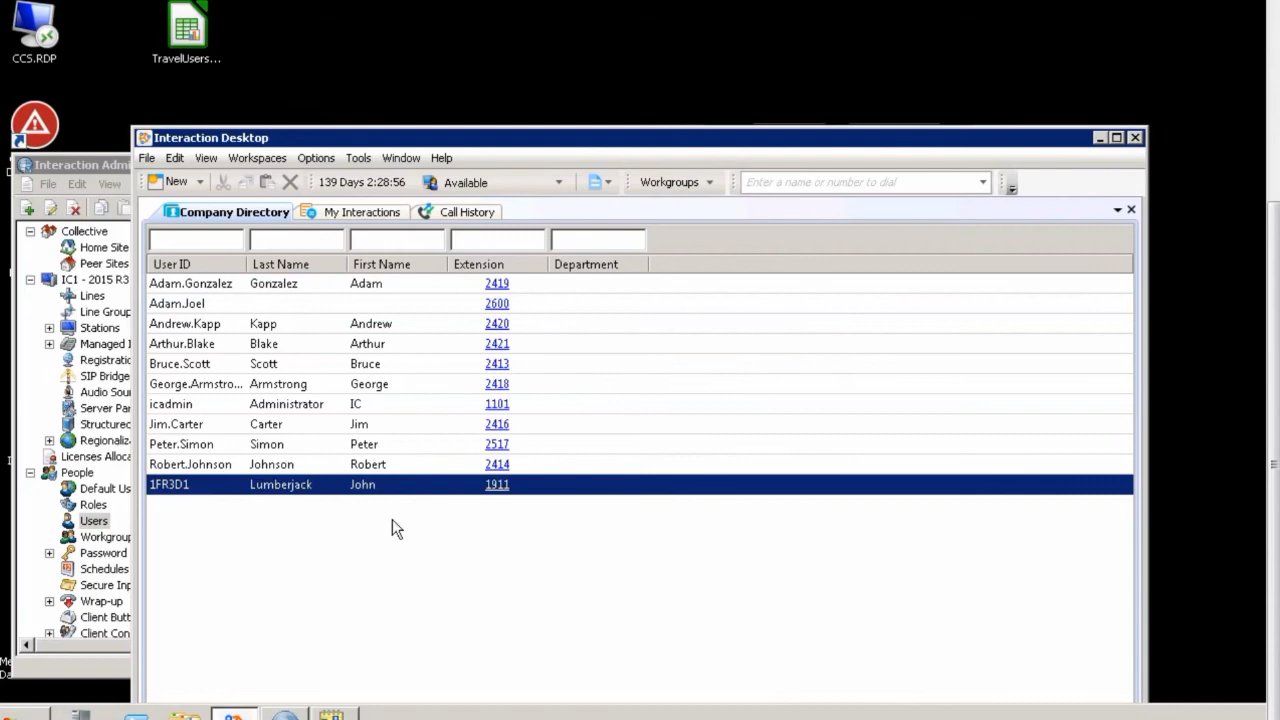 CCS.RDP
TravelUsers...
Interaction Desktop
File Edit View Workspaces Options Tools Window Help
New 139 Days 2:28:56 Available Workgroups Enter a name or number to dial
Company Directory My Interactions Call History
User ID Last Name First Name Extension Department
Adam.Gonzalez Gonzalez Adam 2419
Adam.Joel 2600
Andrew.Kapp Kapp Andrew 2420
Arthur.Blake Blake Arthur 2421
Bruce.Scott Scott Bruce 2413
George.Armstro... Armstrong George 2418
icadmin Administrator IC 1101
Jim.Carter Carter Jim 2416
Peter.Simon Simon Peter 2517
Robert.Johnson Johnson Robert 2414
1FR3D1 Lumberjack John 1911
Interaction Admi
File Edit View
Collective
Home Site
Peer Sites
IC1 - 2015 R3
Lines
Line Group
Stations
Managed I
Registratio
SIP Bridge
Audio Sour
Server Par
Structured
Regionaliza
Licenses Alloca
People
Default Us
Roles
Users
Workgroup
Password
Schedules
Secure Inp
Wrap-up
Client Butt
Client Con
Me
Da